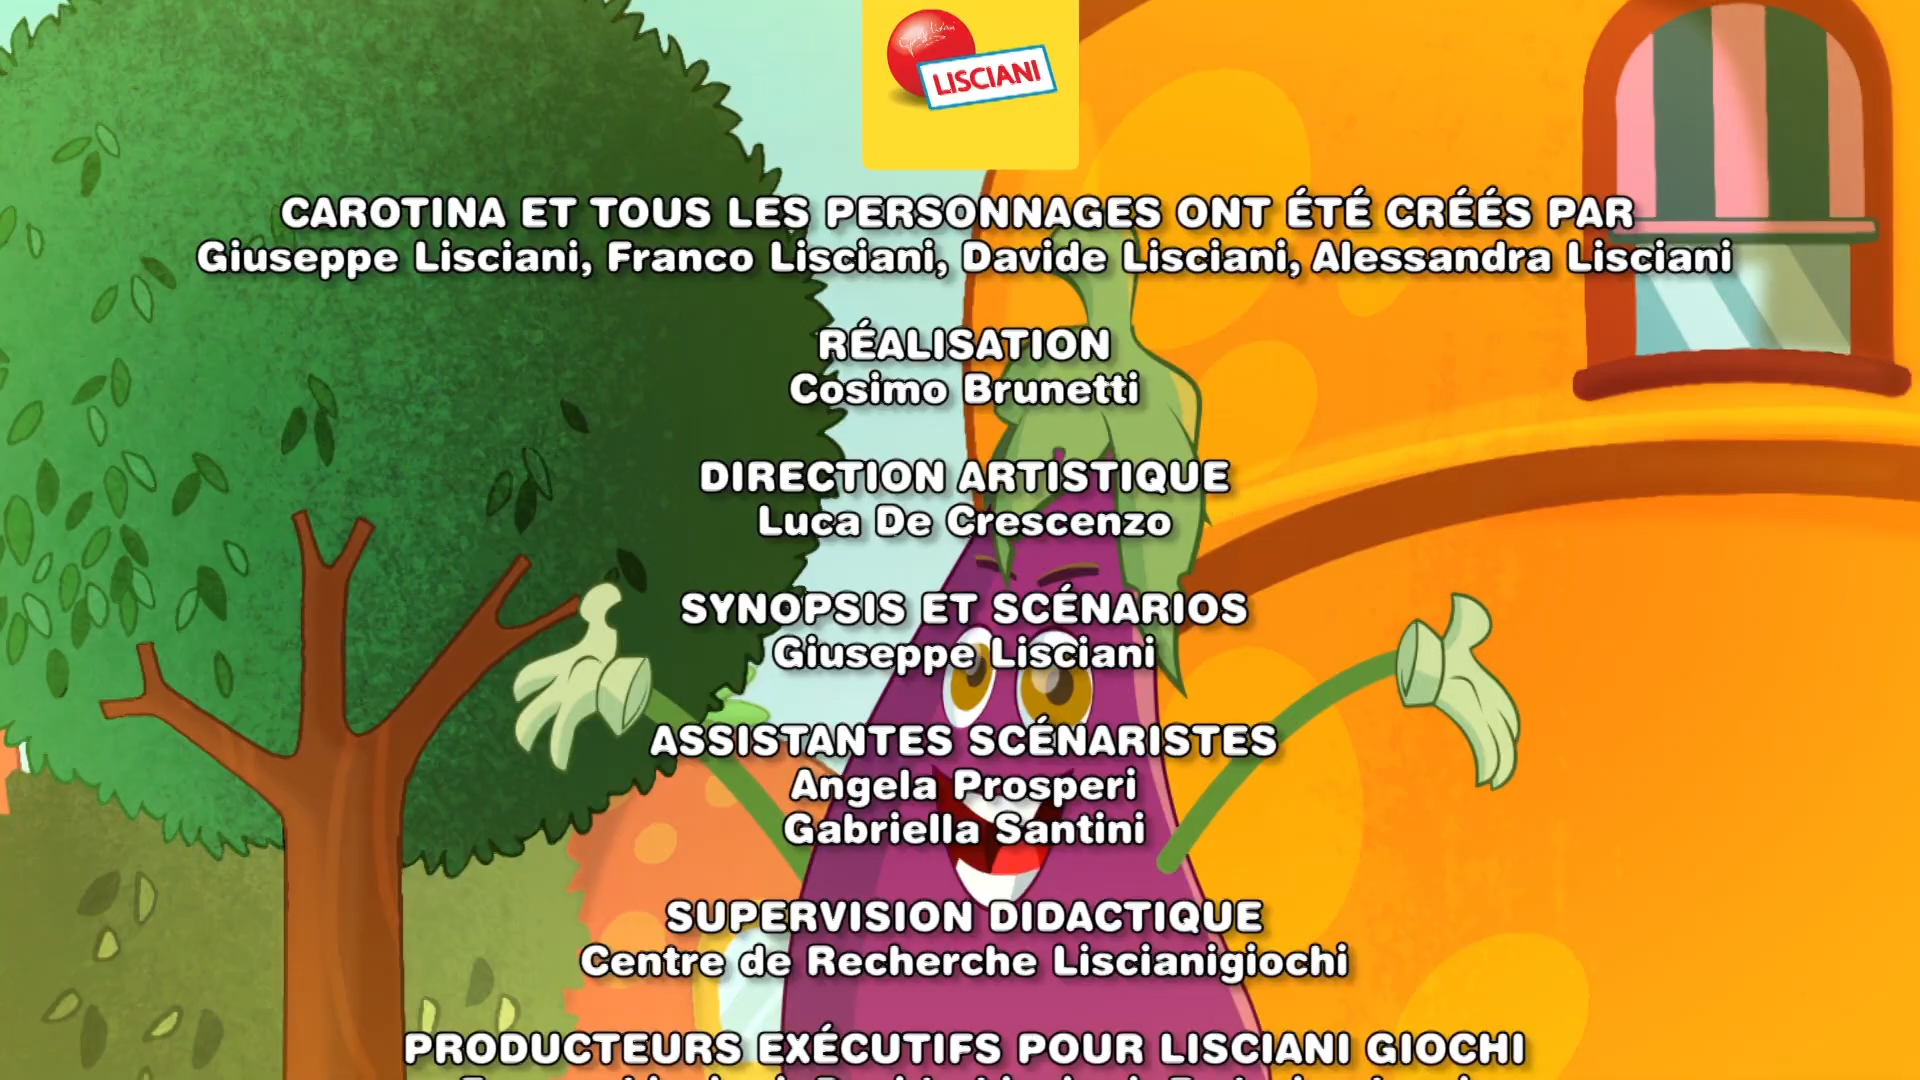 LISCIANI
CAROTINA ET TOUS LES PERSONNAGES ONT ÉTÉ CRÉÉS PAR
Giuseppe Lisciani, Franco Lisciani, Davide Lisciani, Alessandra Lisciani
RÉALISATION
Cosimo Brunetti
DIRECTION ARTISTIQUE
Luca De Crescenzo
SYNOPSIS ET SCÉNARIOS
Giuseppe Lisciani
ASSISTANTES SCÉNARISTES
Angela Prosperi
Gabriella Santini
SUPERVISION DIDACTIQUE
Centre de Recherche Liscianigiochi
PRODUCTEURS EXÉCUTIFS POUR LISCIANI GIOCHI